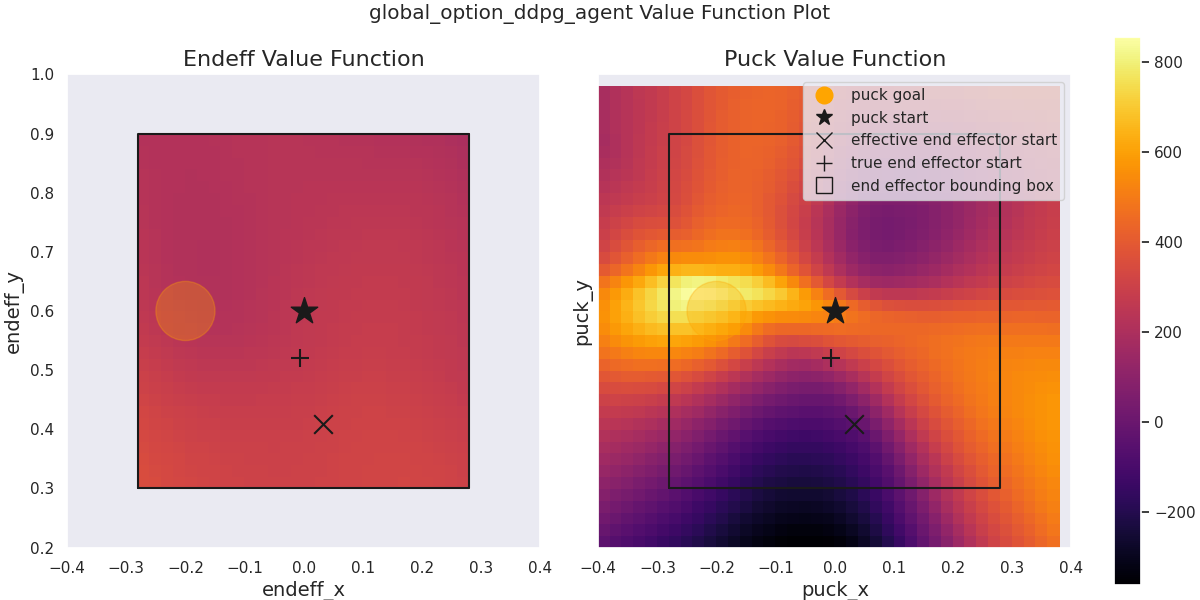 global_option_ddpg_agent Value Function Plot
Endeff Value Function
1.0
0.9
0.8
0.7
0.6
0.5
0.4
0.3
0.2
endeff_y
−0.4 −0.3 −0.2 −0.1 0.0 0.1 0.2 0.3 0.4
endeff_x
Puck Value Function
puck goal
puck start
effective end effector start
true end effector start
end effector bounding box
puck_y
−0.4 −0.3 −0.2 −0.1 0.0 0.1 0.2 0.3 0.4
puck_x
800
600
400
200
0
−200